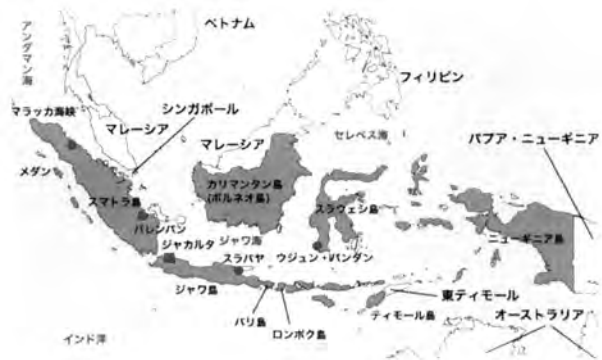 アンダマン海
ベトナム
フィリピン
マラッカ海峡
シンガポール
マレーシア
マレーシア
セレベス海
パプア・ニューギニア
メダン
スマトラ島
カリマンタン島
(ボルネオ島)
スラウェシ島
パレンバン
ジャワ海
ニューギニア島
ジャカルタ
スラバヤ
ウジュン・パンダン
ジャワ島
東ティモール
バリ島
ティモール島
オーストラリア
インド洋
ロンボク島